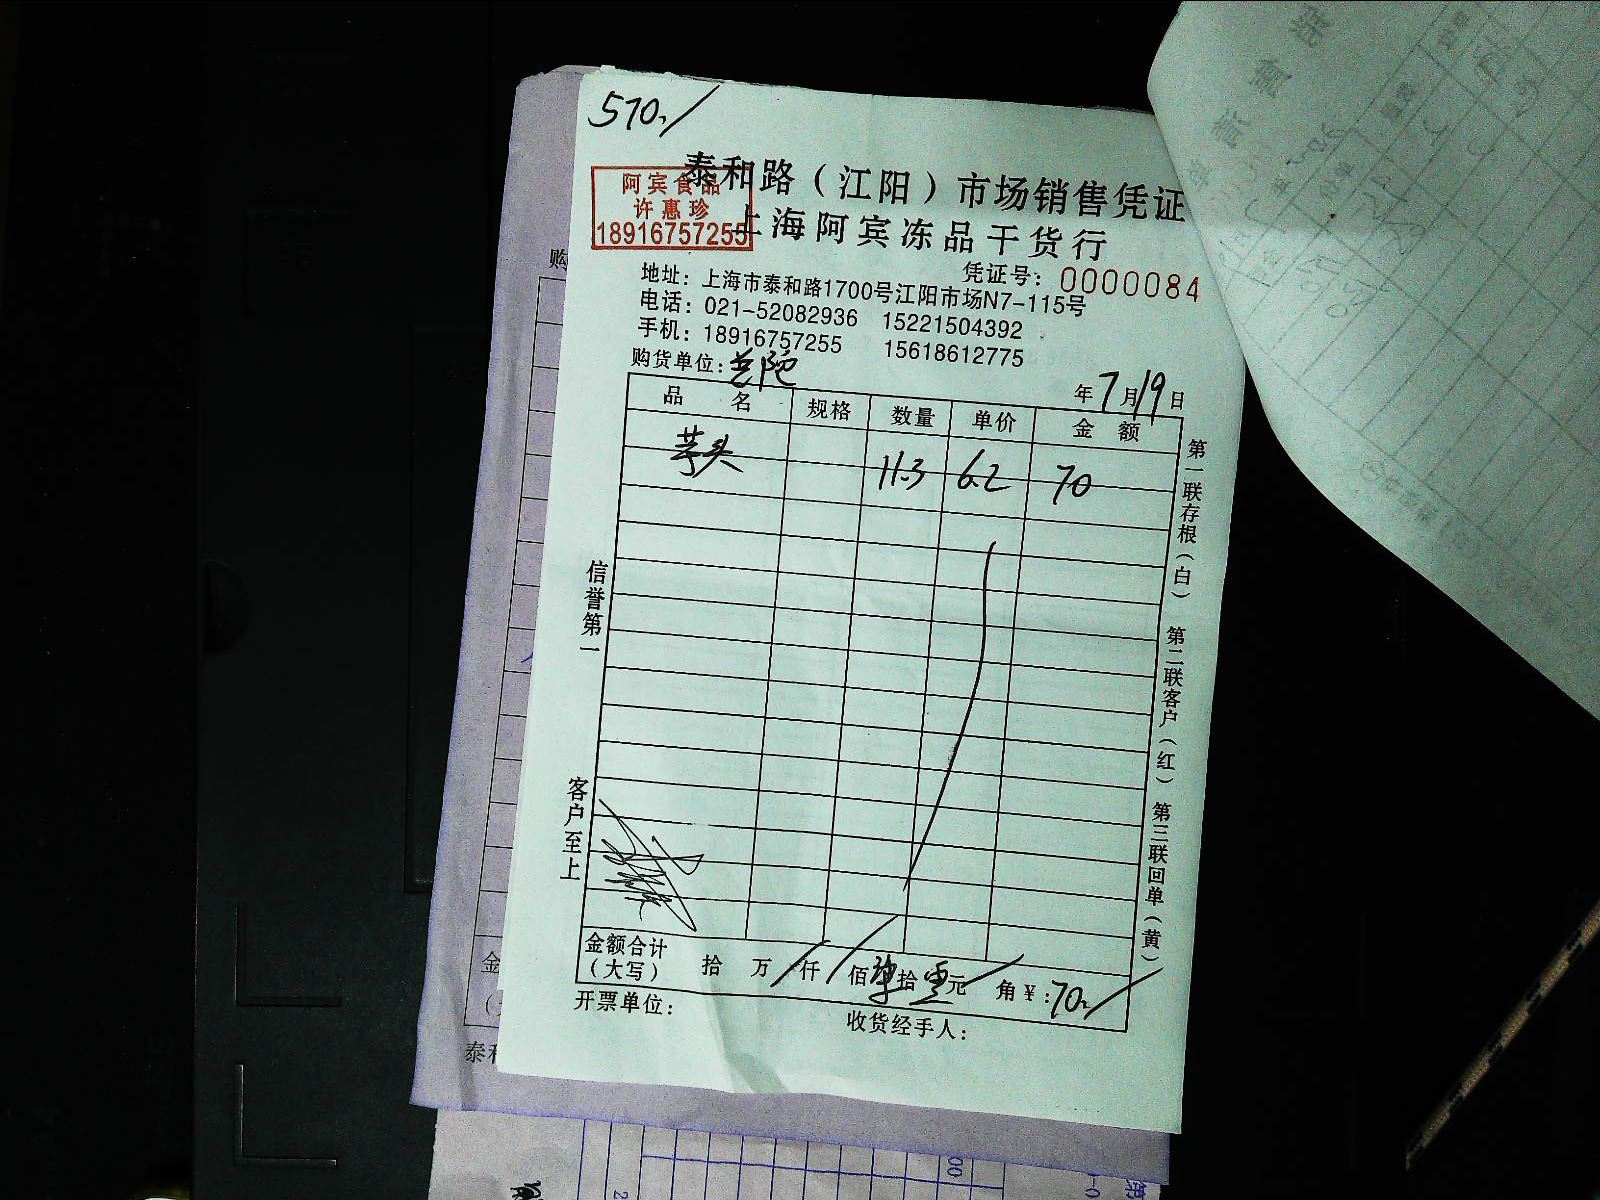 570.
泰和路（江阳）市场销售凭证
阿宾食品
许惠珍
18916757255
上海阿宾冻品干货行
凭证号：0000084
地址：上海市泰和路1700号江阳市场N7-115号
电话：021-52082936 15221504392
手机：18916757255 15618612775
购货单位：
年7月19日
品 名 规格 数量 单价 金 额
芋头 11.3 6.2 70
信誉第一
客户至上
第一联存根（白） 第二联客户（红） 第三联回单（黄）
金额合计（大写） 拾 万 仟 佰 拾 元 角 ¥：70.
开票单位：
收货经手人：